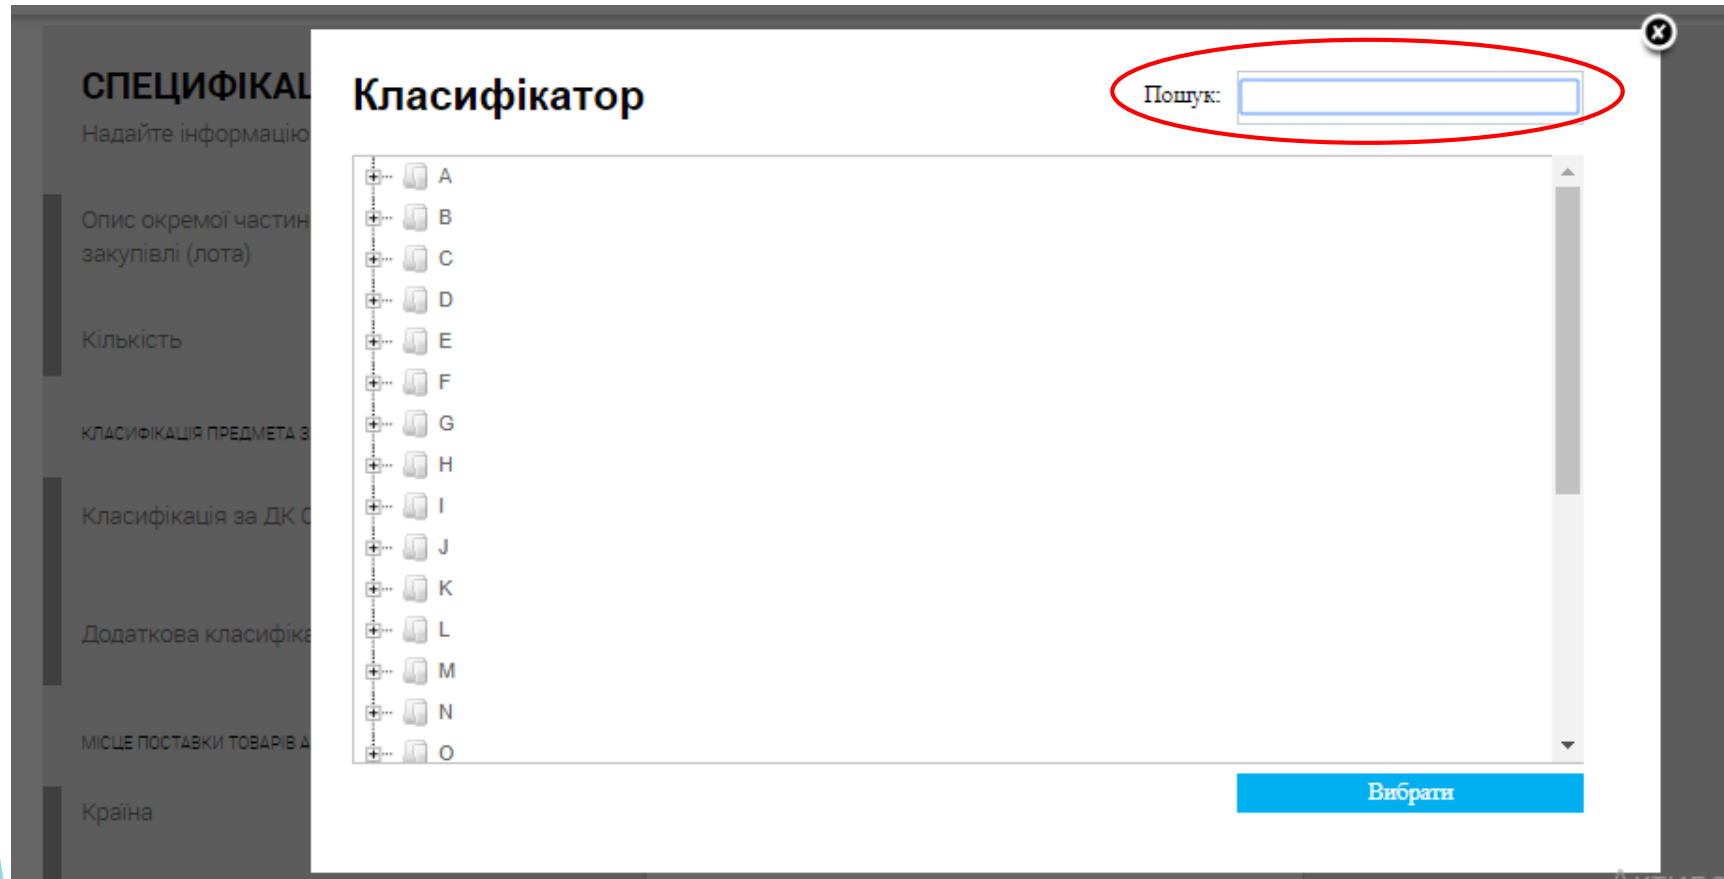 СПЕЦИФІКАЦ
Надайте інформацію
Опис окремої частин
закупівлі (лота)
Кількість
КЛАСИФІКАЦІЯ ПРЕДМЕТА З
Класифікація за ДК 0
Додаткова класифіка
МІСЦЕ ПОСТАВКИ ТОВАРІВ А
Країна
Класифікатор
Пошук:
A
B
C
D
E
F
G
H
I
J
K
L
M
N
O
Вибрати